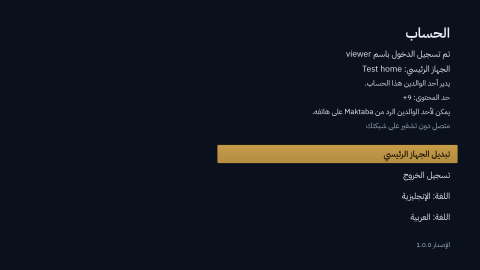 الحساب
تم تسجيل الدخول باسم viewer
الجهاز الرئيسي: Test home
يدير أحد الوالدين هذا الحساب.
حد المحتوى: 9+
يمكن لأحد الوالدين الرد من Maktaba على هاتفه.
متصل دون تشفير على شبكتك
تبديل الجهاز الرئيسي
تسجيل الخروج
اللغة: الإنجليزية
اللغة: العربية
الإصدار 1.0.0